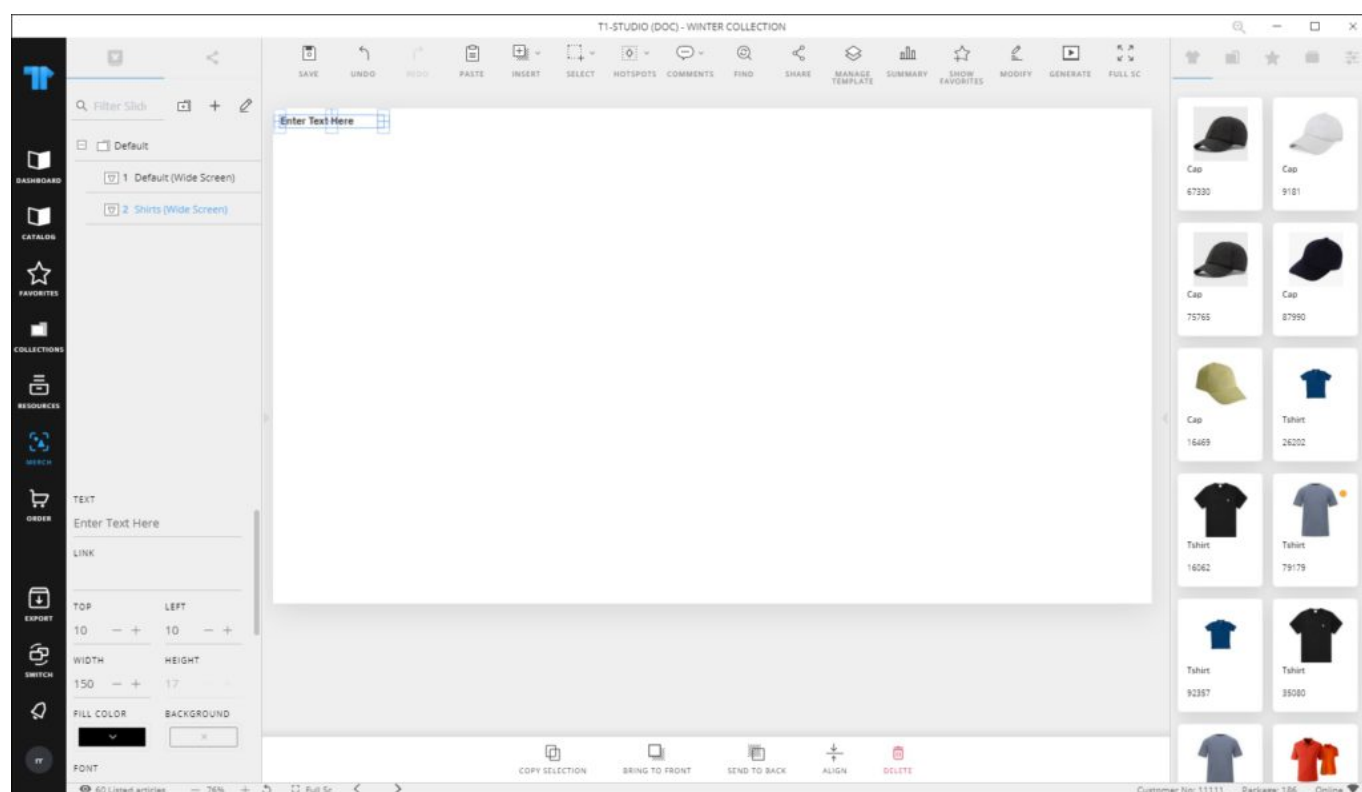 T1-STUDIO (DOC) - WINTER COLLECTION
SAVE
UNDO
REDO
PASTE
INSERT
SELECT
HOTSPOTS
COMMENTS
FIND
SHARE
MANAGE TEMPLATE
SUMMARY
SHOW FAVORITES
MODIFY
GENERATE
FULL SC
DASHBOARD
CATALOG
FAVORITES
COLLECTIONS
RESOURCES
MERCH
ORDER
EXPORT
SWITCH
Filter Slid
Default
1 Default (Wide Screen)
2 Shirts (Wide Screen)
TEXT
Enter Text Here
LINK
TOP LEFT
10 − + 10 − +
WIDTH HEIGHT
150 − + 17
FILL COLOR BACKGROUND
FONT
Enter Text Here
COPY SELECTION
BRING TO FRONT
SEND TO BACK
ALIGN
DELETE
Cap
67330
Cap
9181
Cap
75765
Cap
87990
Cap
16469
Tshirt
26202
Tshirt
16062
Tshirt
79179
Tshirt
92357
Tshirt
35080
60 Listed articles − 76% + Full Sc
Customer No: 11111 Package: 186 Online